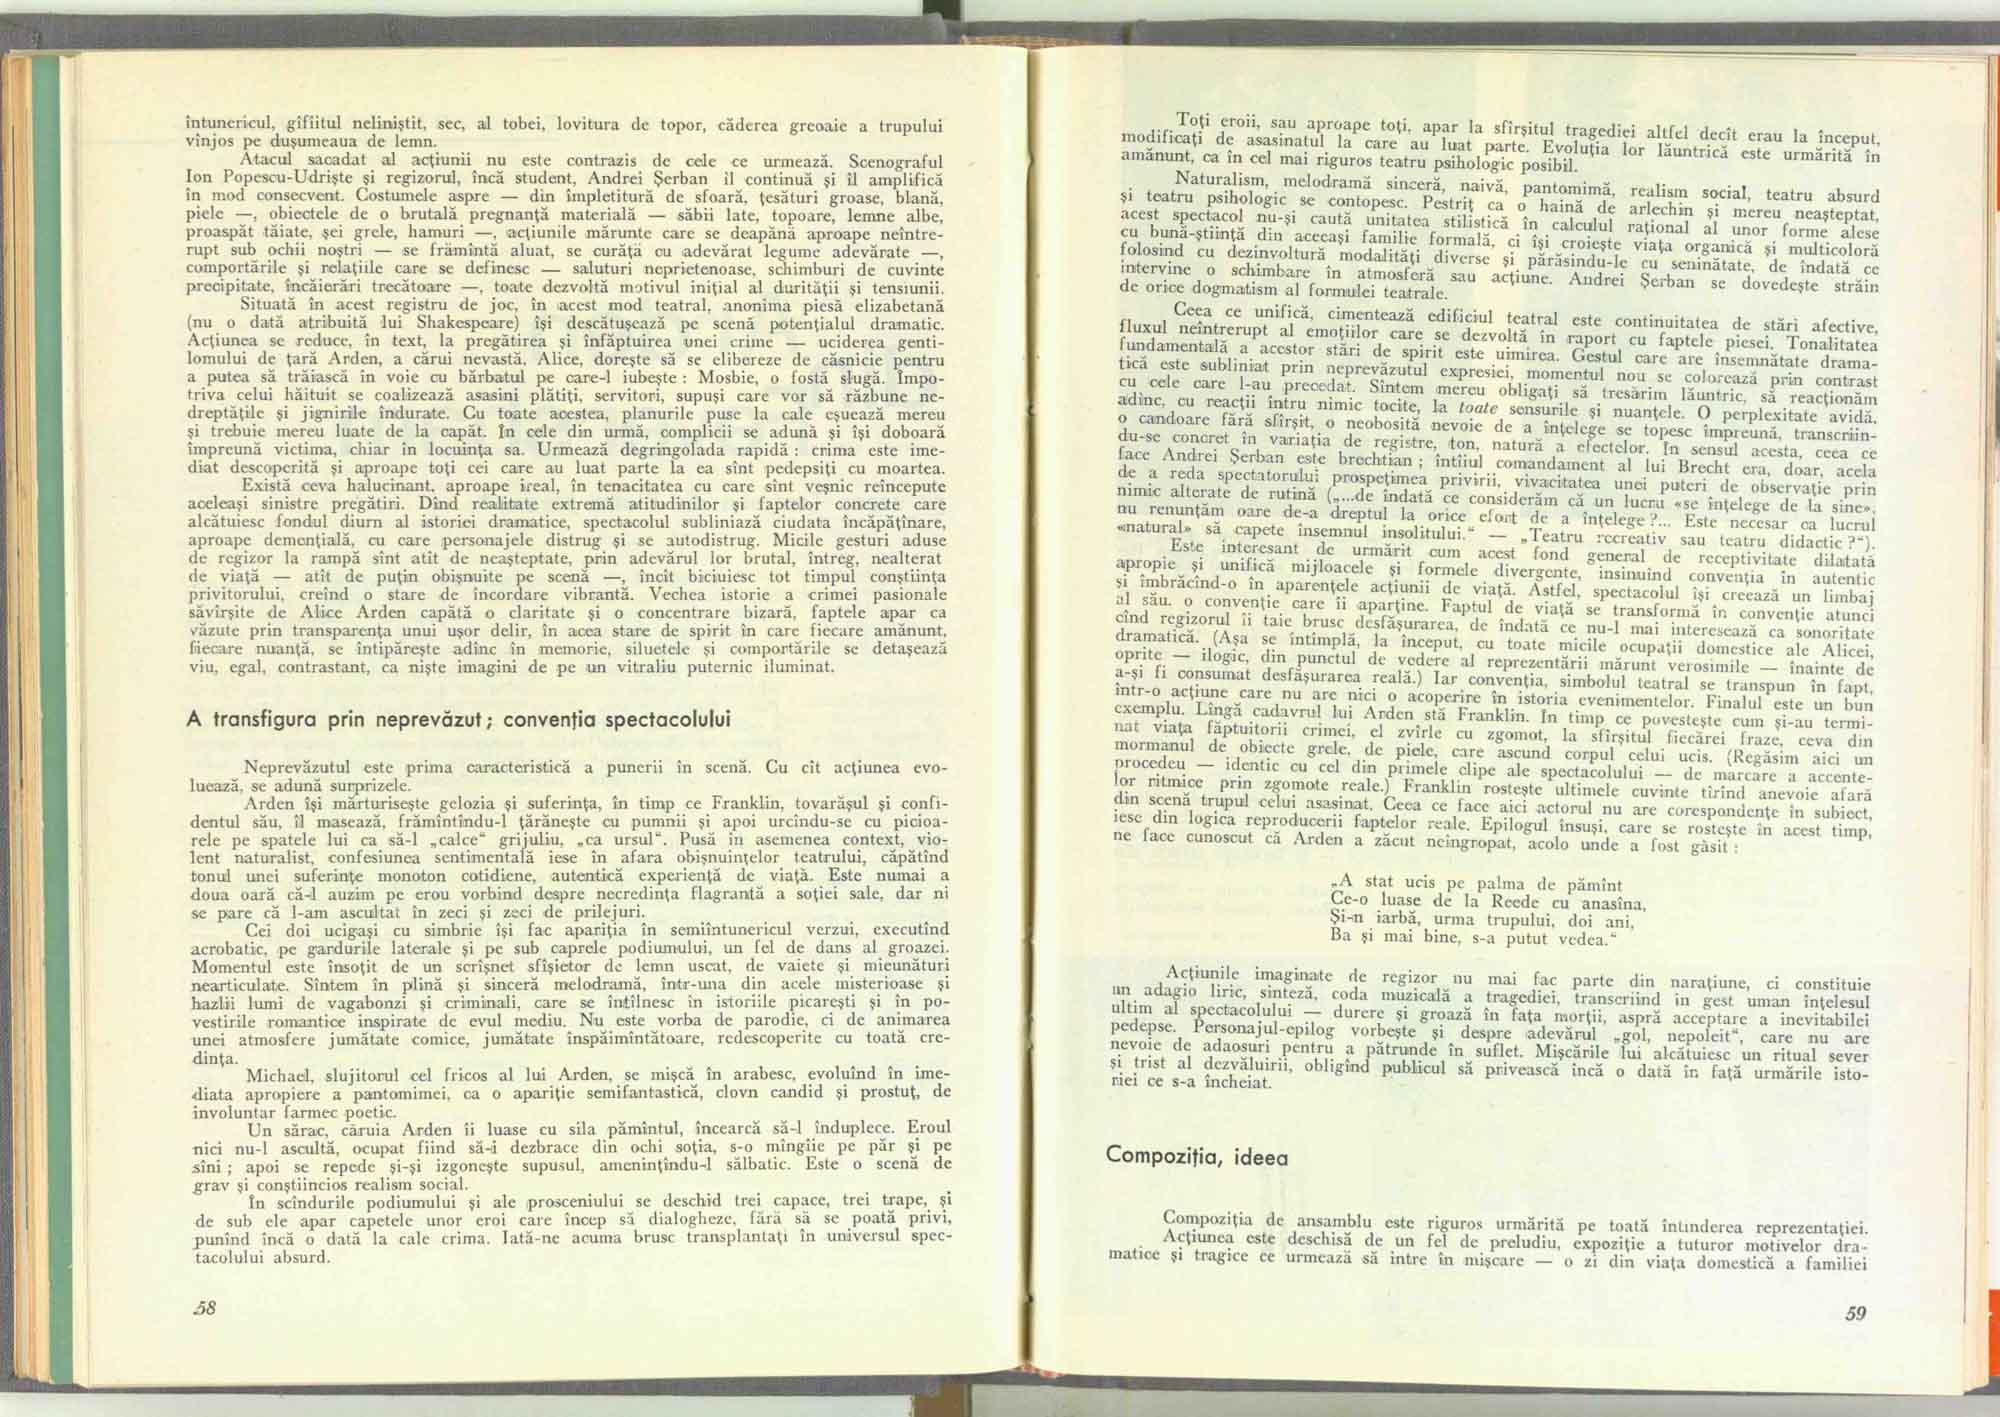 întunericul, gîfîitul neliniștit, sec, al tobei, lovitura de topor, căderea greoaie a trupului
vînjos pe dușumeaua de lemn.
Atacul sacadat al acțiunii nu este contrazis de cele ce urmează. Scenograful
Ion Popescu-Udriște și regizorul, încă student, Andrei Șerban îl continuă și îl amplifică
în mod consecvent. Costumele aspre — din împletitură de sfoară, țesături groase, blană,
piele —, obiectele de o brutală pregnanță materială — săbii late, topoare, lemne albe,
proaspăt tăiate, șei grele, hamuri —, acțiunile mărunte care se deapănă aproape neîntre-
rupt sub ochii noștri — se frămîntă aluat, se curăță cu adevărat legume adevărate —,
comportările și relațiile care se definesc — saluturi neprietenoase, schimburi de cuvinte
precipitate, încăierări trecătoare —, toate dezvoltă motivul inițial al durității și tensiunii.
Situată în acest registru de joc, în acest mod teatral, anonima piesă elizabetană
(nu o dată atribuită lui Shakespeare) își descătușează pe scenă potențialul dramatic.
Acțiunea se reduce, în text, la pregătirea și înfăptuirea unei crime — uciderea genti-
lomului de țară Arden, a cărui nevastă, Alice, dorește să se elibereze de căsnicie pentru
a putea să trăiască în voie cu bărbatul pe care-l iubește : Mosbie, o fostă slugă. Împo-
triva celui hăituit se coalizează asasini plătiți, servitori, supuși care vor să răzbune ne-
dreptățile și jignirile îndurate. Cu toate acestea, planurile puse la cale eșuează mereu
și trebuie mereu luate de la capăt. În cele din urmă, complicii se adună și își doboară
împreună victima, chiar în locuința sa. Urmează degringolada rapidă : crima este ime-
diat descoperită și aproape toți cei care au luat parte la ea sînt pedepsiți cu moartea.
Există ceva halucinant, aproape ireal, în tenacitatea cu care sînt veșnic reîncepute
aceleași sinistre pregătiri. Dînd realitate extremă atitudinilor și faptelor concrete care
alcătuiesc fondul diurn al istoriei dramatice, spectacolul subliniază ciudata încăpățînare,
aproape demențială, cu care personajele distrug și se autodistrug. Micile gesturi aduse
de regizor la rampă sînt atît de neașteptate, prin adevărul lor brutal, întreg, nealterat
de viață — atît de puțin obișnuite pe scenă —, încît biciuiesc tot timpul conștiința
privitorului, creînd o stare de încordare vibrantă. Vechea istorie a crimei pasionale
săvîrșite de Alice Arden capătă o claritate și o concentrare bizară, faptele apar ca
văzute prin transparența unui ușor delir, în acea stare de spirit în care fiecare amănunt,
fiecare nuanță, se întipărește adînc în memorie, siluetele și comportările se detașează
viu, egal, contrastant, ca niște imagini de pe un vitraliu puternic iluminat.
A transfigura prin neprevăzut ; convenția spectacolului
Neprevăzutul este prima caracteristică a punerii în scenă. Cu cît acțiunea evo-
luează, se adună surprizele.
Arden își mărturisește gelozia și suferința, în timp ce Franklin, tovarășul și confi-
dentul său, îl masează, frămîntîndu-l țărănește cu pumnii și apoi urcîndu-se cu picioa-
rele pe spatele lui ca să-l „calce“ grijuliu, „ca ursul“. Pusă în asemenea context, vio-
lent naturalist, confesiunea sentimentală iese în afara obișnuințelor teatrului, căpătînd
tonul unei suferințe monoton cotidiene, autentică experiență de viață. Este numai a
doua oară că-l auzim pe erou vorbind despre necredința flagrantă a soției sale, dar ni
se pare că l-am ascultat în zeci și zeci de prilejuri.
Cei doi ucigași cu simbrie își fac apariția în semiîntunericul verzui, executînd
acrobatic, pe gardurile laterale și pe sub caprele podiumului, un fel de dans al groazei.
Momentul este însoțit de un scrîșnet sfîșietor de lemn uscat, de vaiete și mieunături
nearticulate. Sîntem în plină și sinceră melodramă, într-una din acele misterioase și
hazlii lumi de vagabonzi și criminali, care se întîlnesc în istoriile picarești și în po-
vestirile romantice inspirate de evul mediu. Nu este vorba de parodie, ci de animarea
unei atmosfere jumătate comice, jumătate înspăimîntătoare, redescoperite cu toată cre-
dința.
Michael, slujitorul cel fricos al lui Arden, se mișcă în arabesc, evoluînd în ime-
diata apropiere a pantomimei, ca o apariție semifantastică, clovn candid și prostuț, de
involuntar farmec poetic.
Un sărac, căruia Arden îi luase cu sila pămîntul, încearcă să-l înduplece. Eroul
nici nu-l ascultă, ocupat fiind să-i dezbrace din ochi soția, s-o mîngîie pe păr și pe
sîni ; apoi se repede și-și izgonește supusul, amenințîndu-l sălbatic. Este o scenă de
grav și conștiincios realism social.
În scîndurile podiumului și ale prosceniului se deschid trei capace, trei trape, și
de sub ele apar capetele unor eroi care încep să dialogheze, fără să se poată privi,
punînd încă o dată la cale crima. Iată-ne acuma brusc transplantați în universul spec-
tacolului absurd.
58
Toți eroii, sau aproape toți, apar la sfîrșitul tragediei altfel decît erau la început,
modificați de asasinatul la care au luat parte. Evoluția lor lăuntrică este urmărită în
amănunt, ca în cel mai riguros teatru psihologic posibil.
Naturalism, melodramă sinceră, naivă, pantomimă, realism social, teatru absurd
și teatru psihologic se contopesc. Pestriț ca o haină de arlechin și mereu neașteptat,
acest spectacol nu-și caută unitatea stilistică în calculul rațional al unor forme alese
cu bună-știință din aceeași familie formală, ci își croiește viața organică și multicoloră
folosind cu dezinvoltură modalități diverse și părăsindu-le cu seninătate, de îndată ce
intervine o schimbare în atmosferă sau acțiune. Andrei Șerban se dovedește străin
de orice dogmatism al formulei teatrale.
Ceea ce unifică, cimentează edificiul teatral este continuitatea de stări afective,
fluxul neîntrerupt al emoțiilor care se dezvoltă în raport cu faptele piesei. Tonalitatea
fundamentală a acestor stări de spirit este uimirea. Gestul care are însemnătate drama-
tică este subliniat prin neprevăzutul expresiei, momentul nou se colorează prin contrast
cu cele care l-au precedat. Sîntem mereu obligați să tresărim lăuntric, să reacționăm
adînc, cu reacții întru nimic tocite, la toate sensurile și nuanțele. O perplexitate avidă,
o candoare fără sfîrșit, o neobosită nevoie de a înțelege se topesc împreună, transcriin-
du-se concret în variația de registre, ton, natură a efectelor. În sensul acesta, ceea ce
face Andrei Șerban este brechtian ; întîiul comandament al lui Brecht era, doar, acela
de a reda spectatorului prospețimea privirii, vivacitatea unei puteri de observație prin
nimic alterate de rutină („...de îndată ce considerăm că un lucru «se înțelege de la sine»,
nu renunțăm oare de-a dreptul la orice efort de a înțelege ?... Este necesar ca lucrul
«natural» să capete însemnul insolitului.“ — „Teatru recreativ sau teatru didactic ?“).
Este interesant de urmărit cum acest fond general de receptivitate dilatată
apropie și unifică mijloacele și formele divergente, insinuînd convenția în autentic
și îmbrăcînd-o în aparențele acțiunii de viață. Astfel, spectacolul își creează un limbaj
al său, o convenție care îi aparține. Faptul de viață se transformă în convenție atunci
cînd regizorul îi taie brusc desfășurarea, de îndată ce nu-l mai interesează ca sonoritate
dramatică. (Așa se întîmplă, la început, cu toate micile ocupații domestice ale Alicei,
oprite — ilogic, din punctul de vedere al reprezentării mărunt verosimile — înainte de
a-și fi consumat desfășurarea reală.) Iar convenția, simbolul teatral se transpun în fapt,
într-o acțiune care nu are nici o acoperire în istoria evenimentelor. Finalul este un bun
exemplu. Lîngă cadavrul lui Arden stă Franklin. În timp ce povestește cum și-au termi-
nat viața făptuitorii crimei, el zvîrle cu zgomot, la sfîrșitul fiecărei fraze, ceva din
mormanul de obiecte grele, de piele, care ascund corpul celui ucis. (Regăsim aici un
procedeu — identic cu cel din primele clipe ale spectacolului — de marcare a accente-
lor ritmice prin zgomote reale.) Franklin rostește ultimele cuvinte tîrînd anevoie afară
din scenă trupul celui asasinat. Ceea ce face aici actorul nu are corespondențe în subiect,
iese din logica reproducerii faptelor reale. Epilogul însuși, care se rostește în acest timp,
ne face cunoscut că Arden a zăcut neîngropat, acolo unde a fost găsit :
„A stat ucis pe palma de pămînt
Ce-o luase de la Reede cu anasîna,
Și-n iarbă, urma trupului, doi ani,
Ba și mai bine, s-a putut vedea.“
Acțiunile imaginate de regizor nu mai fac parte din narațiune, ci constituie
un adagio liric, sinteză, coda muzicală a tragediei, transcriind în gest uman înțelesul
ultim al spectacolului — durere și groază în fața morții, aspră acceptare a inevitabilei
pedepse. Personajul-epilog vorbește și despre adevărul „gol, nepoleit“, care nu are
nevoie de adaosuri pentru a pătrunde în suflet. Mișcările lui alcătuiesc un ritual sever
și trist al dezvăluirii, obligînd publicul să privească încă o dată în față urmările isto-
riei ce s-a încheiat.
Compoziția, ideea
Compoziția de ansamblu este riguros urmărită pe toată întinderea reprezentației.
Acțiunea este deschisă de un fel de preludiu, expoziție a tuturor motivelor dra-
matice și tragice ce urmează să intre în mișcare — o zi din viața domestică a familiei
59